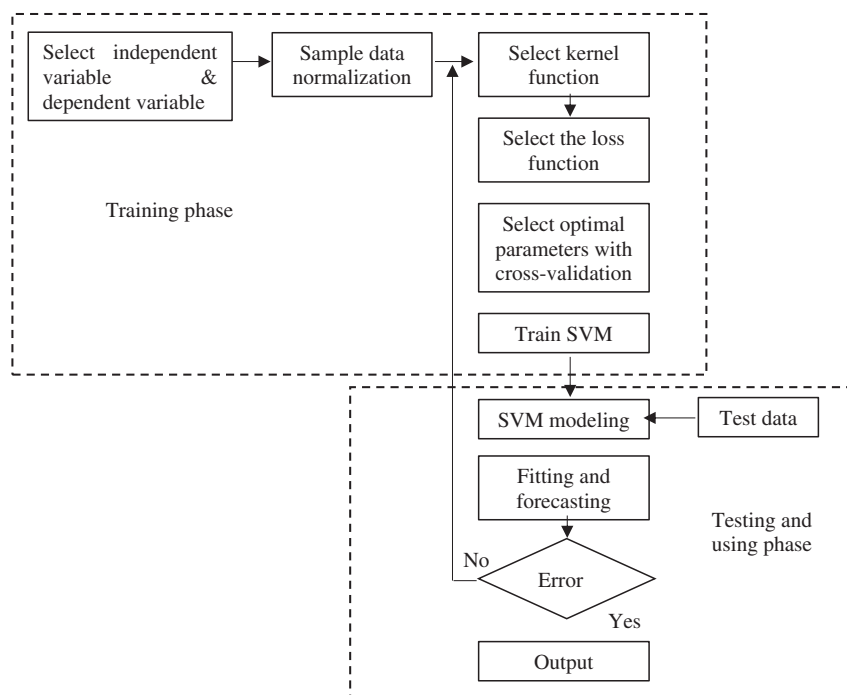 Select independent
variable &
dependent variable
Sample data
normalization
Select kernel
function
Select the loss
function
Training phase
Select optimal
parameters with
cross-validation
Train SVM
SVM modeling
Test data
Fitting and
forecasting
Testing and
using phase
No
Error
Yes
Output